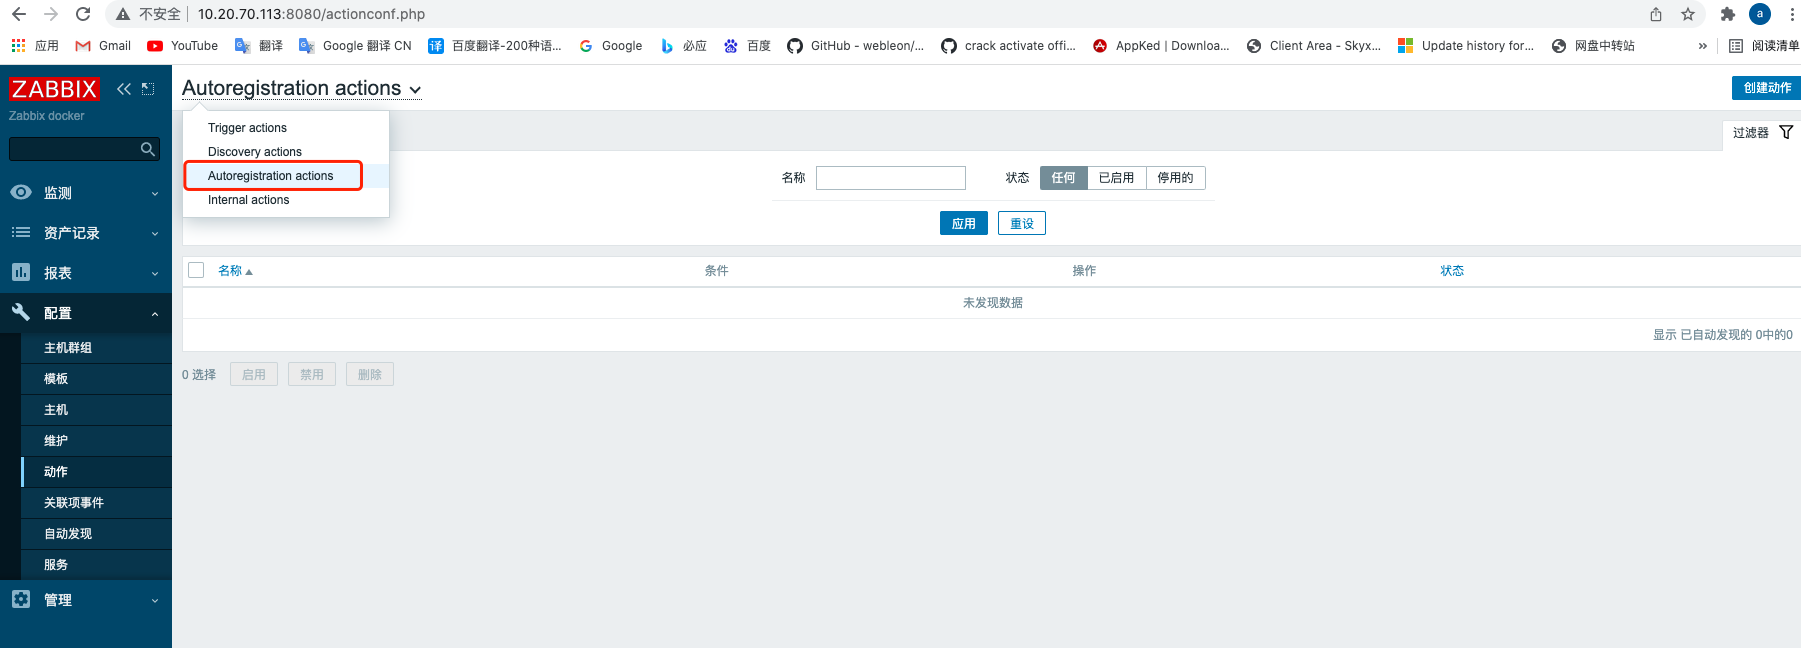 不安全 | 10.20.70.113:8080/actionconf.php a
应用 Gmail YouTube 翻译 Google 翻译 CN 百度翻译-200种语... Google 必应 百度 GitHub - webleon/... crack activate offi... AppKed | Downloa... Client Area - Skyx... Update history for... 网盘中转站 » 阅读清单
ZABBIX
Zabbix docker
监测
资产记录
报表
配置
主机群组
模板
主机
维护
动作
关联项事件
自动发现
服务
管理
Autoregistration actions
创建动作
Trigger actions
Discovery actions
Autoregistration actions
Internal actions
过滤器
名称 状态 任何 已启用 停用的
应用 重设
名称 条件 操作 状态
未发现数据
显示 已自动发现的 0中的0
0 选择 启用 禁用 删除